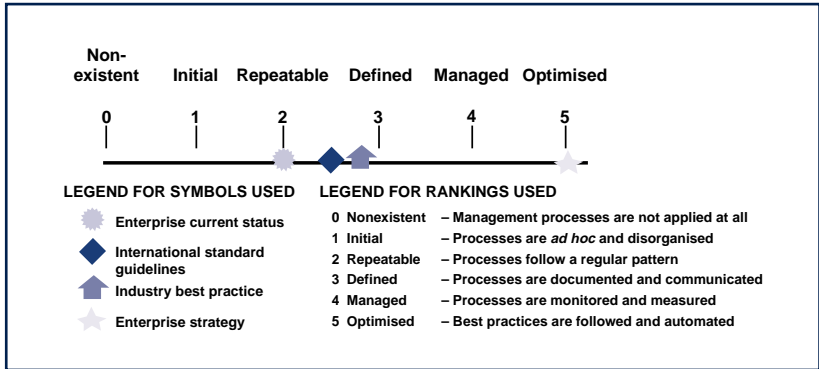 Non-
existent Initial Repeatable Defined Managed Optimised
0 1 2 3 4 5
LEGEND FOR SYMBOLS USED
Enterprise current status
International standard
guidelines
Industry best practice
Enterprise strategy
LEGEND FOR RANKINGS USED
0 Nonexistent – Management processes are not applied at all
1 Initial – Processes are ad hoc and disorganised
2 Repeatable – Processes follow a regular pattern
3 Defined – Processes are documented and communicated
4 Managed – Processes are monitored and measured
5 Optimised – Best practices are followed and automated